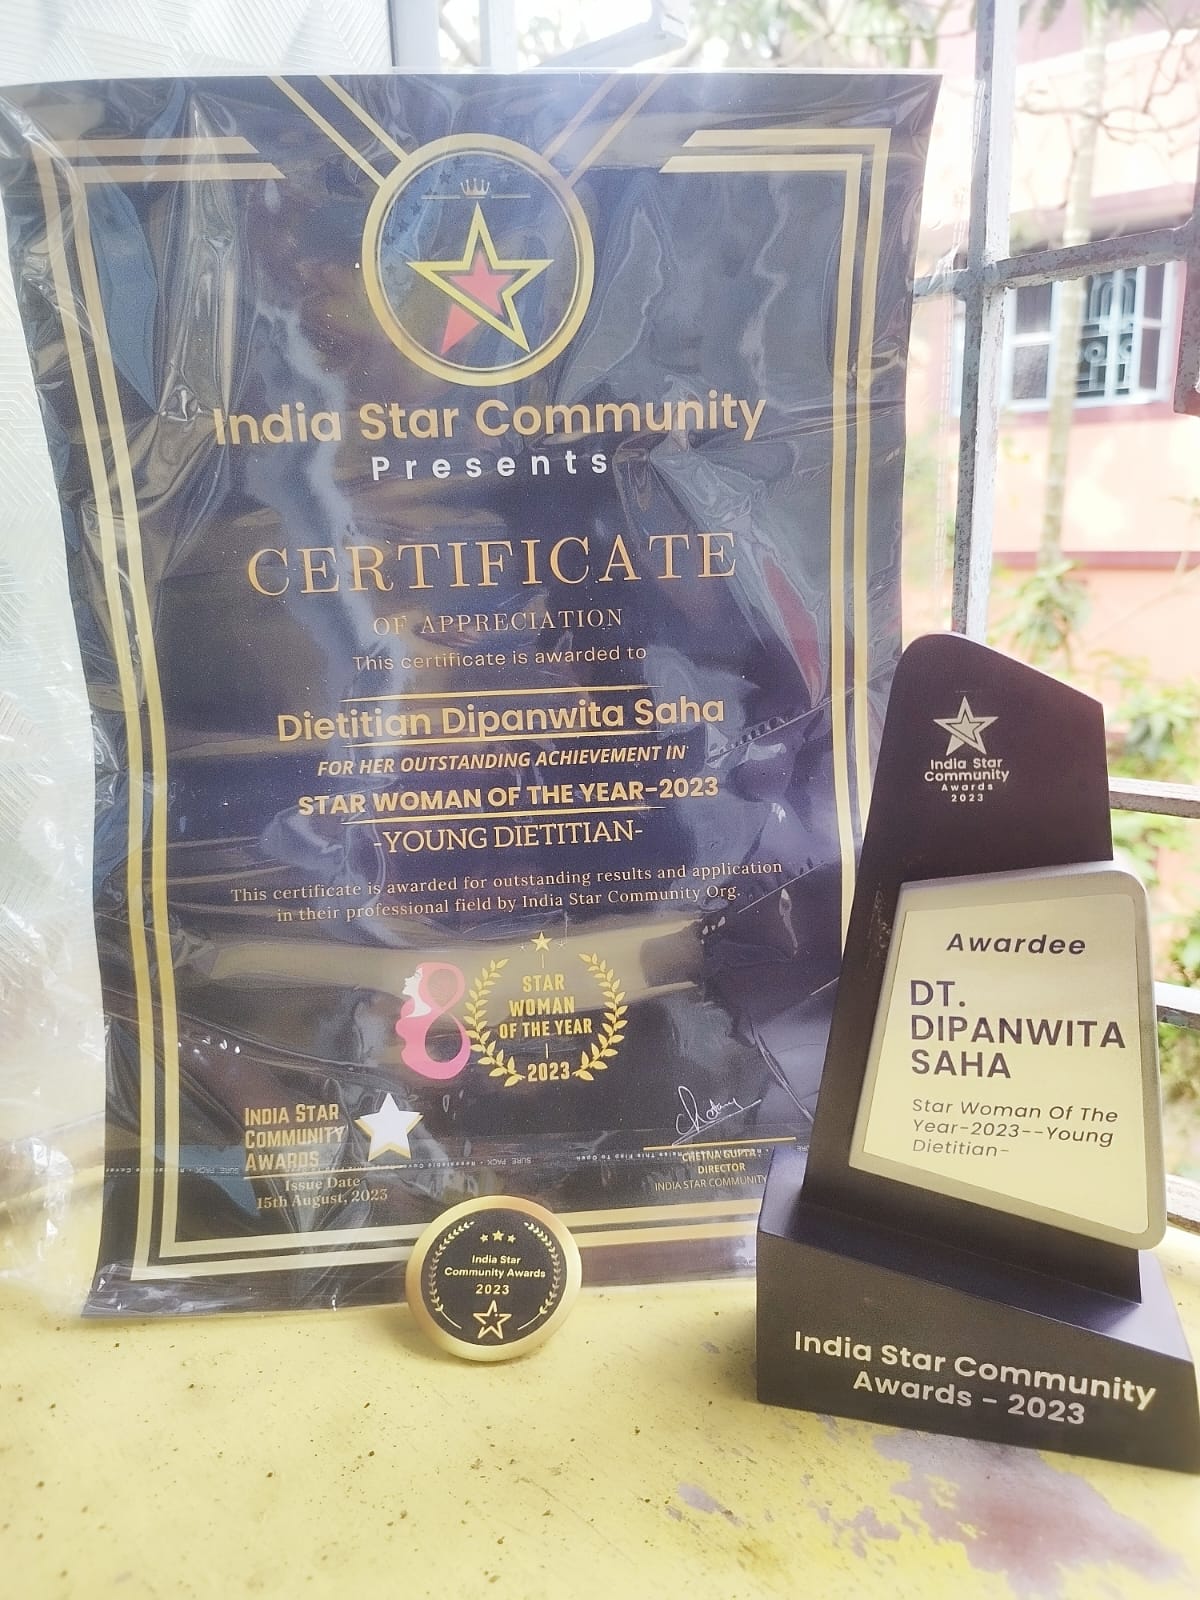 India Star Community
Presents
CERTIFICATE
OF APPRECIATION
This certificate is awarded to
Dietitian Dipanwita Saha
FOR HER OUTSTANDING ACHIEVEMENT IN
STAR WOMAN OF THE YEAR-2023
-YOUNG DIETITIAN-
This certificate is awarded for outstanding results and application
in their professional field by India Star Community Org.
8
STAR
WOMAN
OF THE YEAR
2023
INDIA STAR
COMMUNITY
AWARDS
Issue Date
15th August, 2023
CHETNA GUPTA
DIRECTOR
INDIA STAR COMMUNITY
India Star
Community Awards
2023
India Star
Community
Awards
2023
Awardee
DT.
DIPANWITA
SAHA
Star Woman Of The
Year-2023--Young
Dietitian-
India Star Community
Awards - 2023